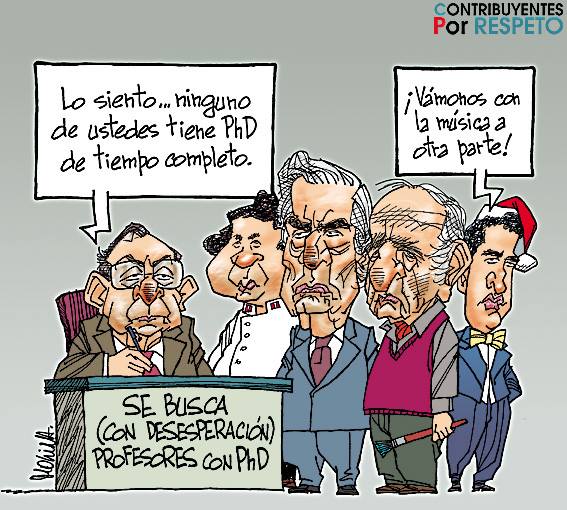 CONTRIBUYENTES
Por RESPETO
Lo siento... ninguno
de ustedes tiene PhD
de tiempo completo.
¡Vámonos con
la música a
otra parte!
SE BUSCA
(CON DESESPERACIÓN)
PROFESORES CON PhD